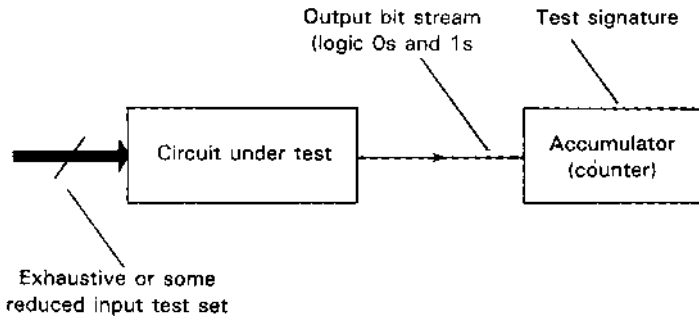 Output bit stream
(logic 0s and 1s
Test signature
Circuit under test
Accumulator
(counter)
Exhaustive or some
reduced input test set